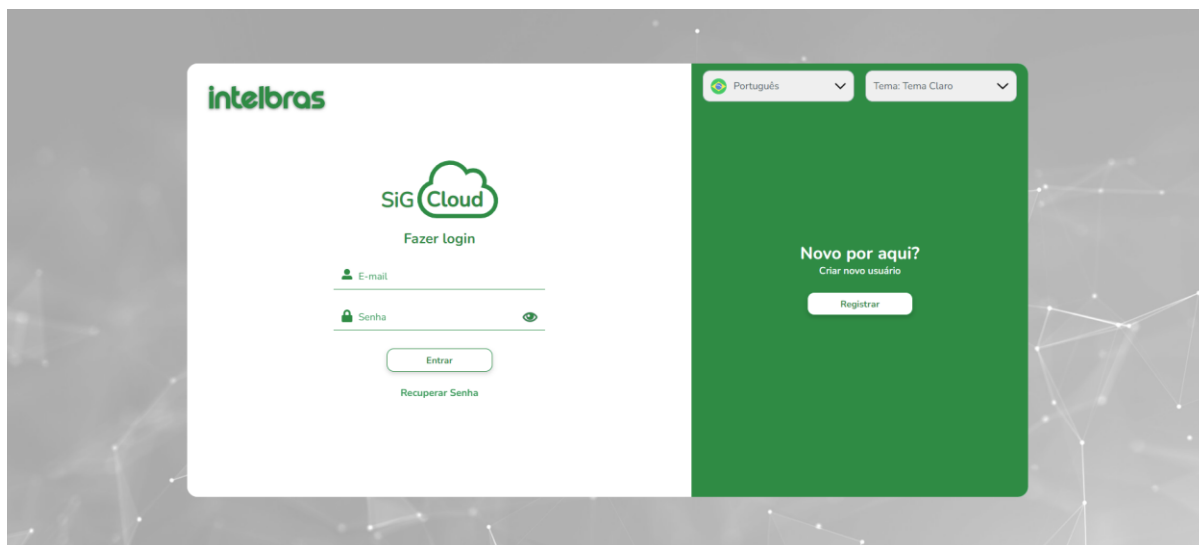 intelbras
SiG Cloud
Fazer login
E-mail
Senha
Entrar
Recuperar Senha
Português
Tema: Tema Claro
Novo por aqui?
Criar novo usuário
Registrar